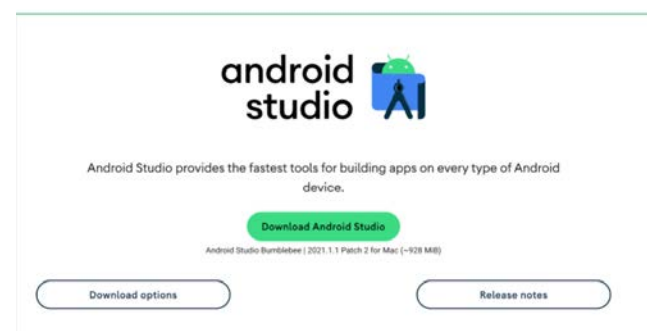 android
studio
Android Studio provides the fastest tools for building apps on every type of Android
device.
Download Android Studio
Android Studio Bumblebee | 2021.1.1 Patch 2 for Mac (~928 MiB)
Download options
Release notes